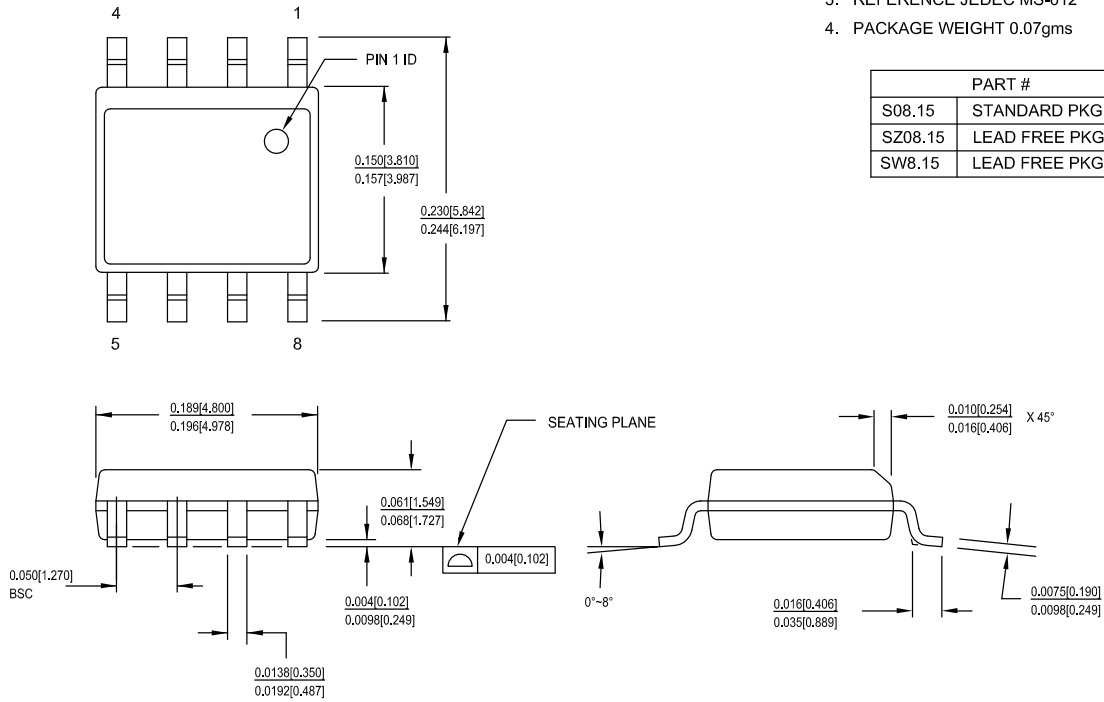 3. REFERENCE JEDEC MS-012
4. PACKAGE WEIGHT 0.07gms
PART #
S08.15 STANDARD PKG
SZ08.15 LEAD FREE PKG
SW8.15 LEAD FREE PKG
4 1
PIN 1 ID
0.150[3.810]
0.157[3.987]
0.230[5.842]
0.244[6.197]
5 8
0.189[4.800]
0.196[4.978]
SEATING PLANE
0.010[0.254]
0.016[0.406]
X 45°
0.061[1.549]
0.068[1.727]
0.004[0.102]
0.050[1.270]
BSC
0.004[0.102]
0.0098[0.249]
0°~8°
0.016[0.406]
0.035[0.889]
0.0075[0.190]
0.0098[0.249]
0.0138[0.350]
0.0192[0.487]